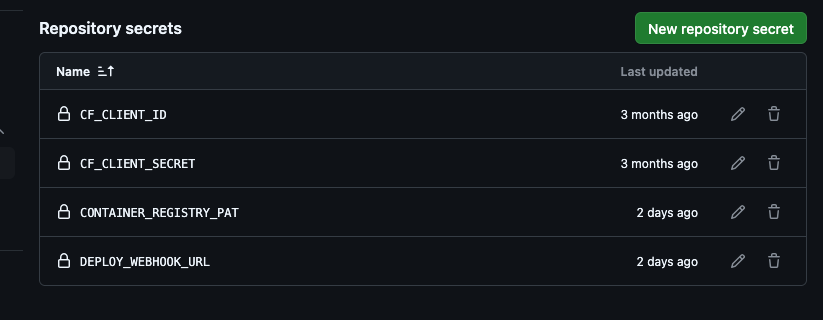 Repository secrets
New repository secret
Name Last updated
CF_CLIENT_ID 3 months ago
CF_CLIENT_SECRET 3 months ago
CONTAINER_REGISTRY_PAT 2 days ago
DEPLOY_WEBHOOK_URL 2 days ago